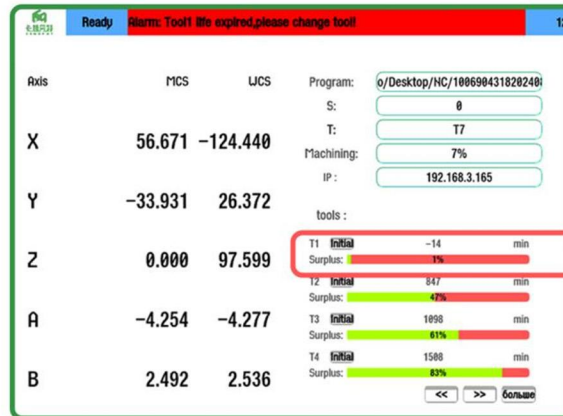 Ready Alarm: Tool1 life expired,please change tool!
Axis MCS WCS
X 56.671 -124.440
Y -33.931 26.372
Z 0.000 97.599
A -4.254 -4.277
B 2.492 2.536
Program: o/Desktop/NC/1006904318202408
S: 0
T: T7
Machining: 7%
IP : 192.168.3.165
tools :
T1 Initial -14 min
Surplus: 1%
T2 Initial 847 min
Surplus: 47%
T3 Initial 1098 min
Surplus: 61%
T4 Initial 1508 min
Surplus: 83%
<< >> больше